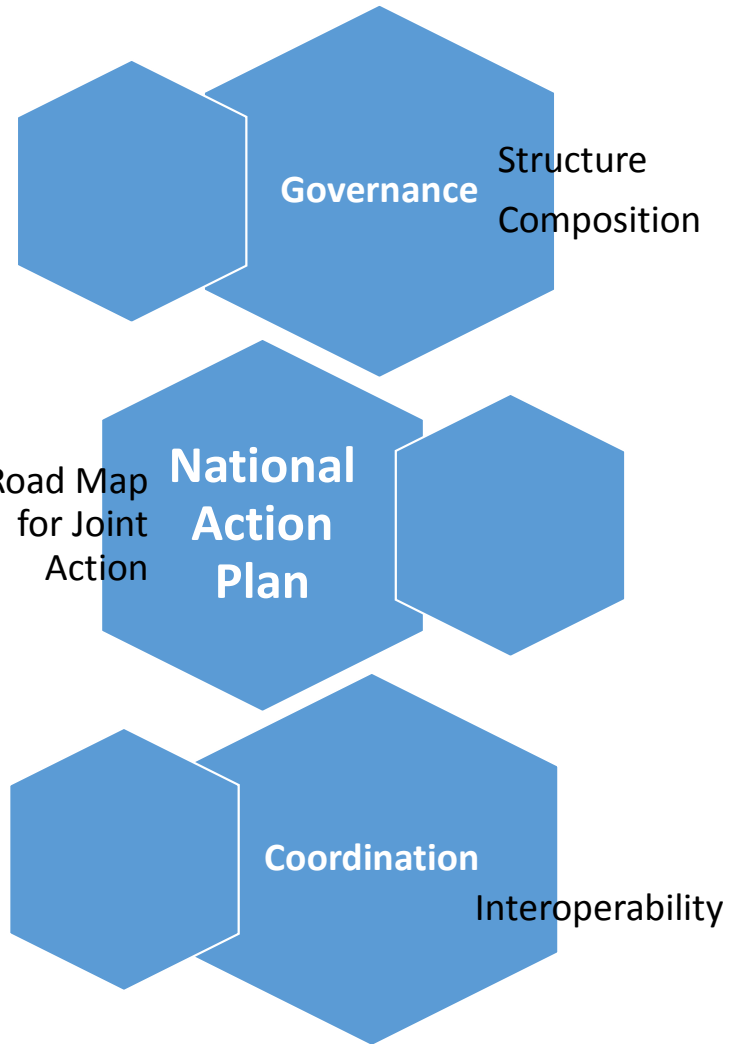 Governance
Structure
Composition
Road Map
for Joint
Action
National
Action
Plan
Coordination
Interoperability